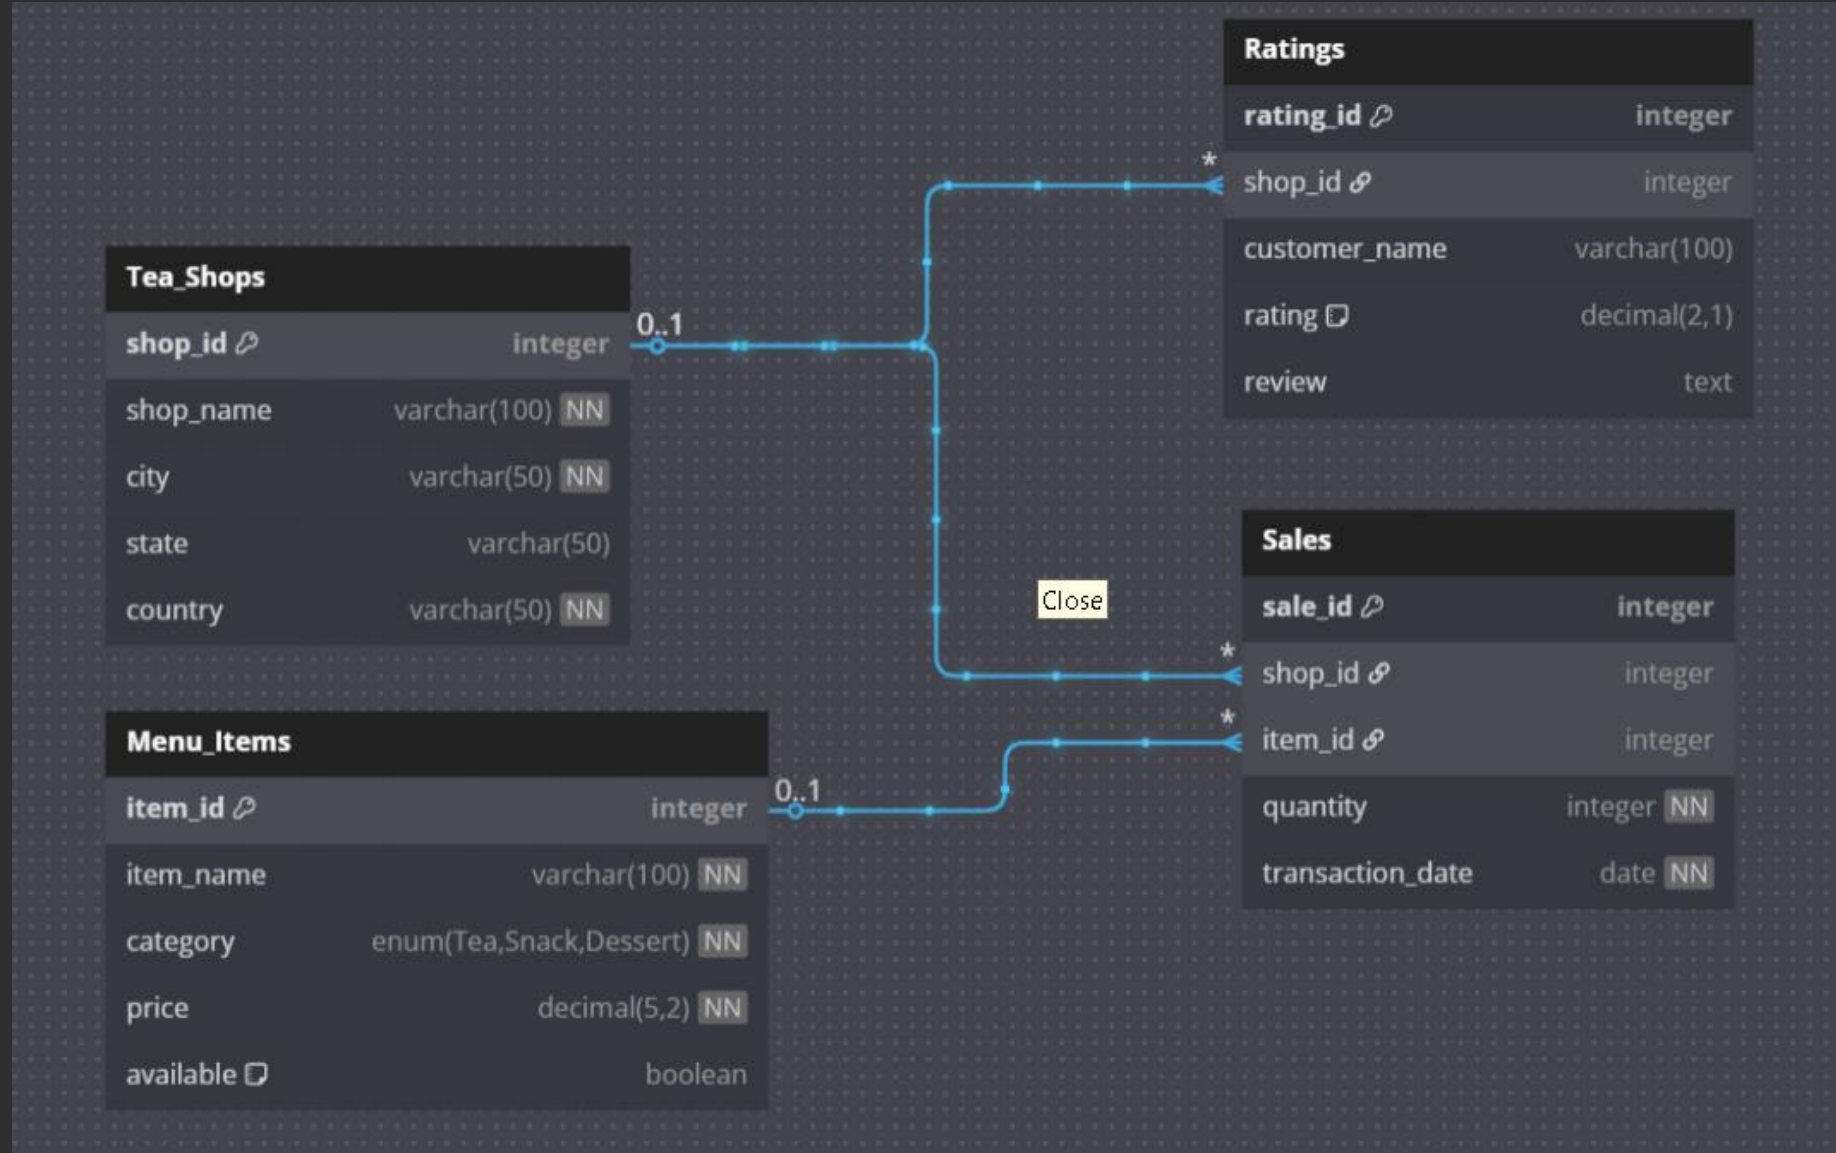 Ratings
rating_id integer
*
shop_id integer
customer_name varchar(100)
rating decimal(2,1)
review text
Tea_Shops
0..1
shop_id integer
shop_name varchar(100) NN
city varchar(50) NN
state varchar(50)
country varchar(50) NN
Close
Sales
sale_id integer
*
shop_id integer
*
item_id integer
quantity integer NN
transaction_date date NN
Menu_Items
0..1
item_id integer
item_name varchar(100) NN
category enum(Tea,Snack,Dessert) NN
price decimal(5,2) NN
available boolean